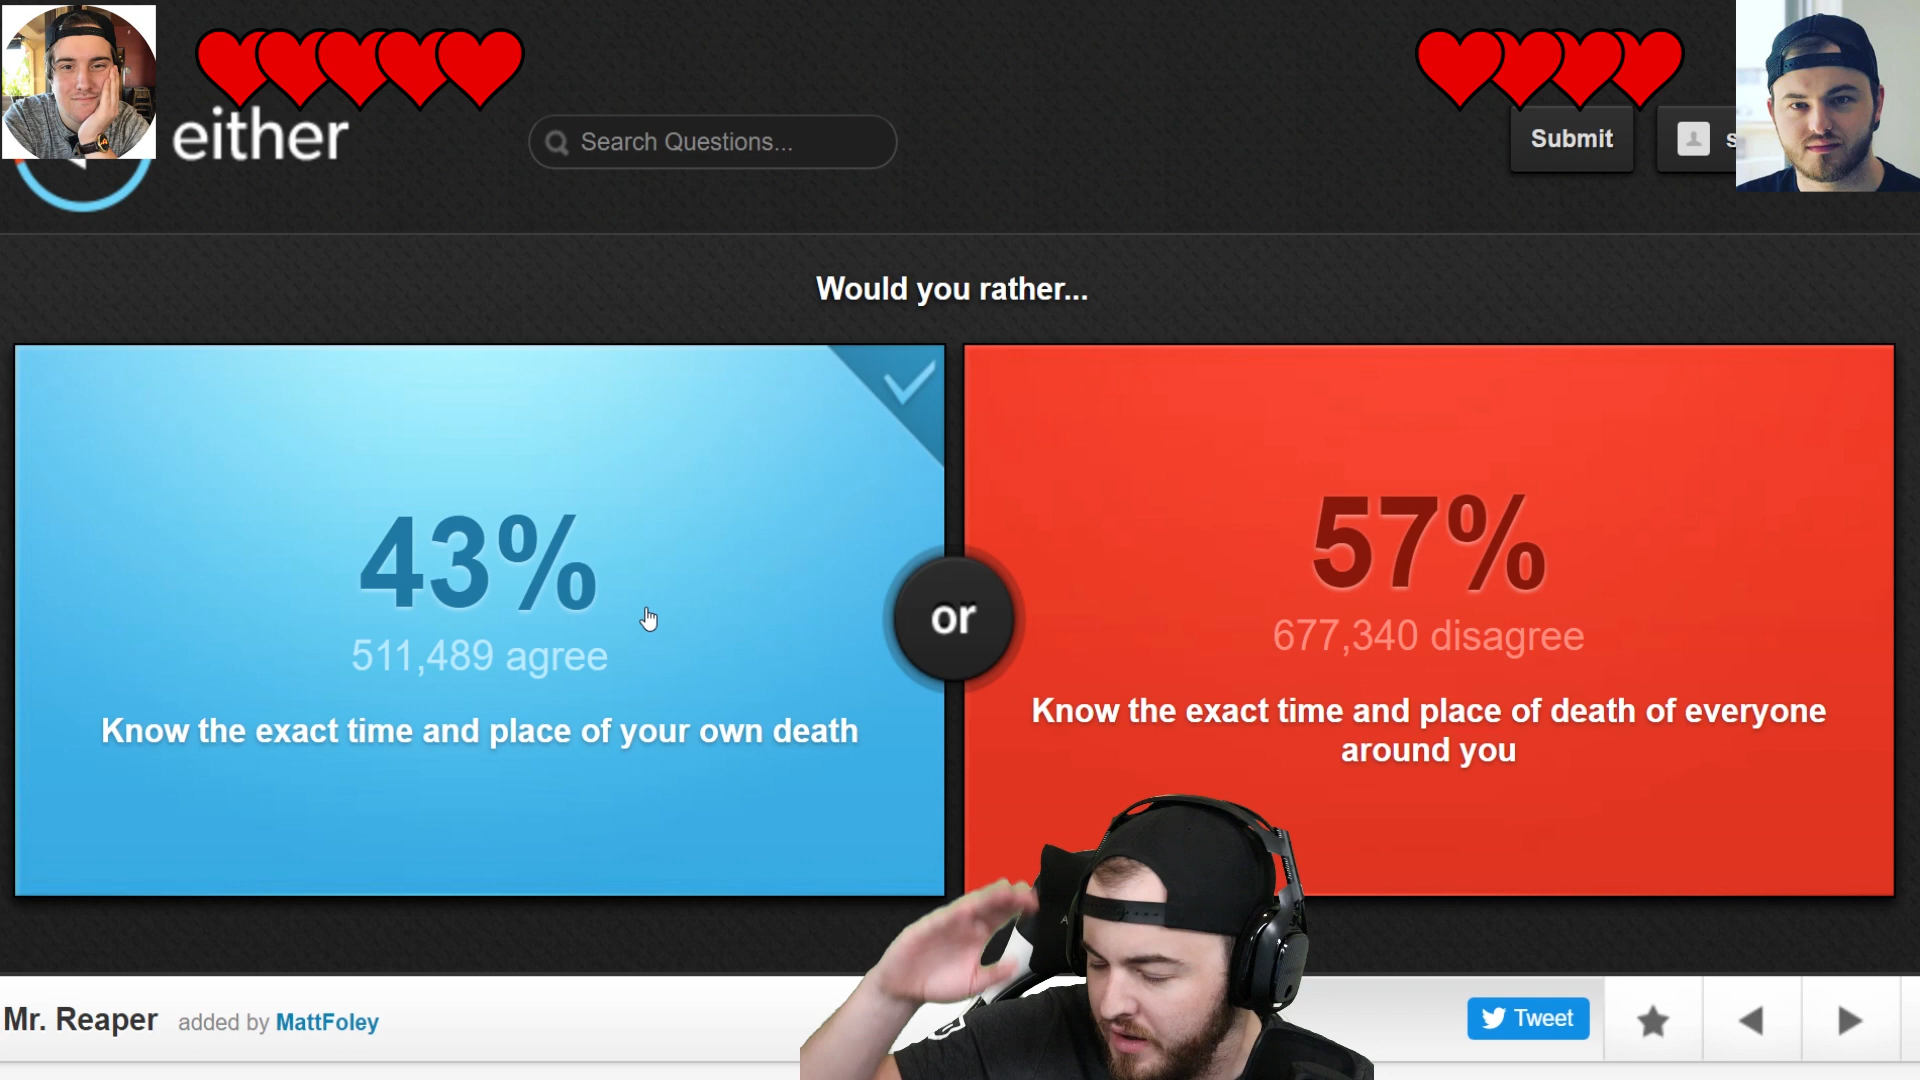 either
Search Questions...
Submit
s
Would you rather...
43%
511,489 agree
Know the exact time and place of your own death
or
57%
677,340 disagree
Know the exact time and place of death of everyone
around you
Mr. Reaper added by MattFoley
Tweet